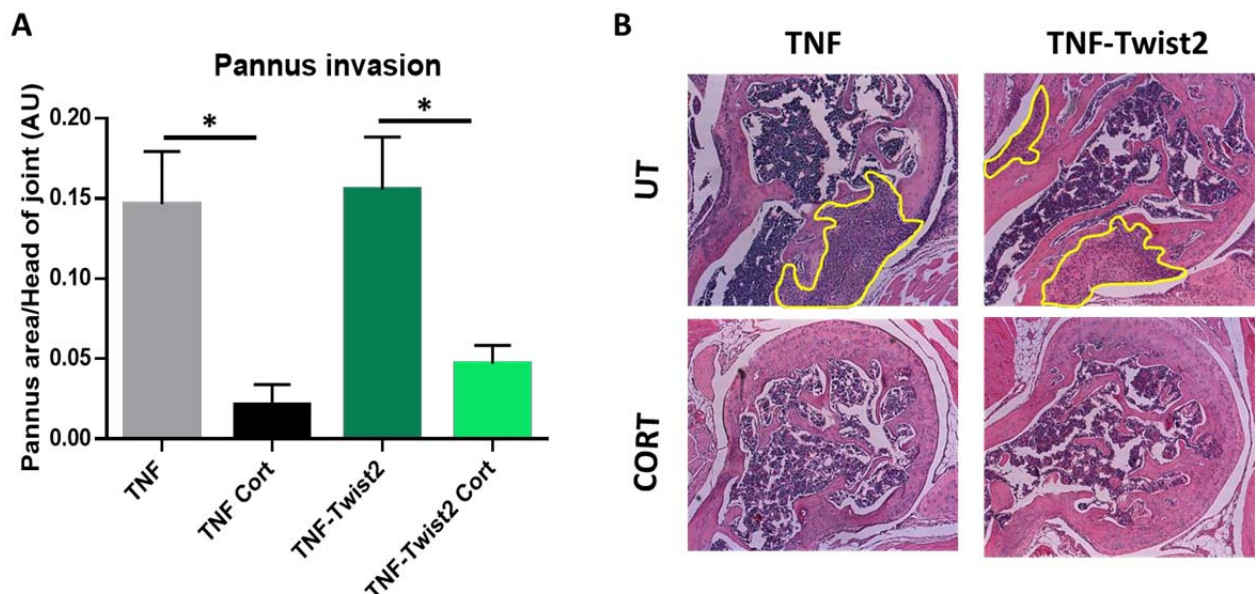 A
Pannus invasion
Pannus area/Head of joint (AU)
0.20
0.15
0.10
0.05
0.00
*
*
TNF
TNF Cort
TNF-Twist2
TNF-Twist2 Cort
B
TNF
TNF-Twist2
UT
CORT